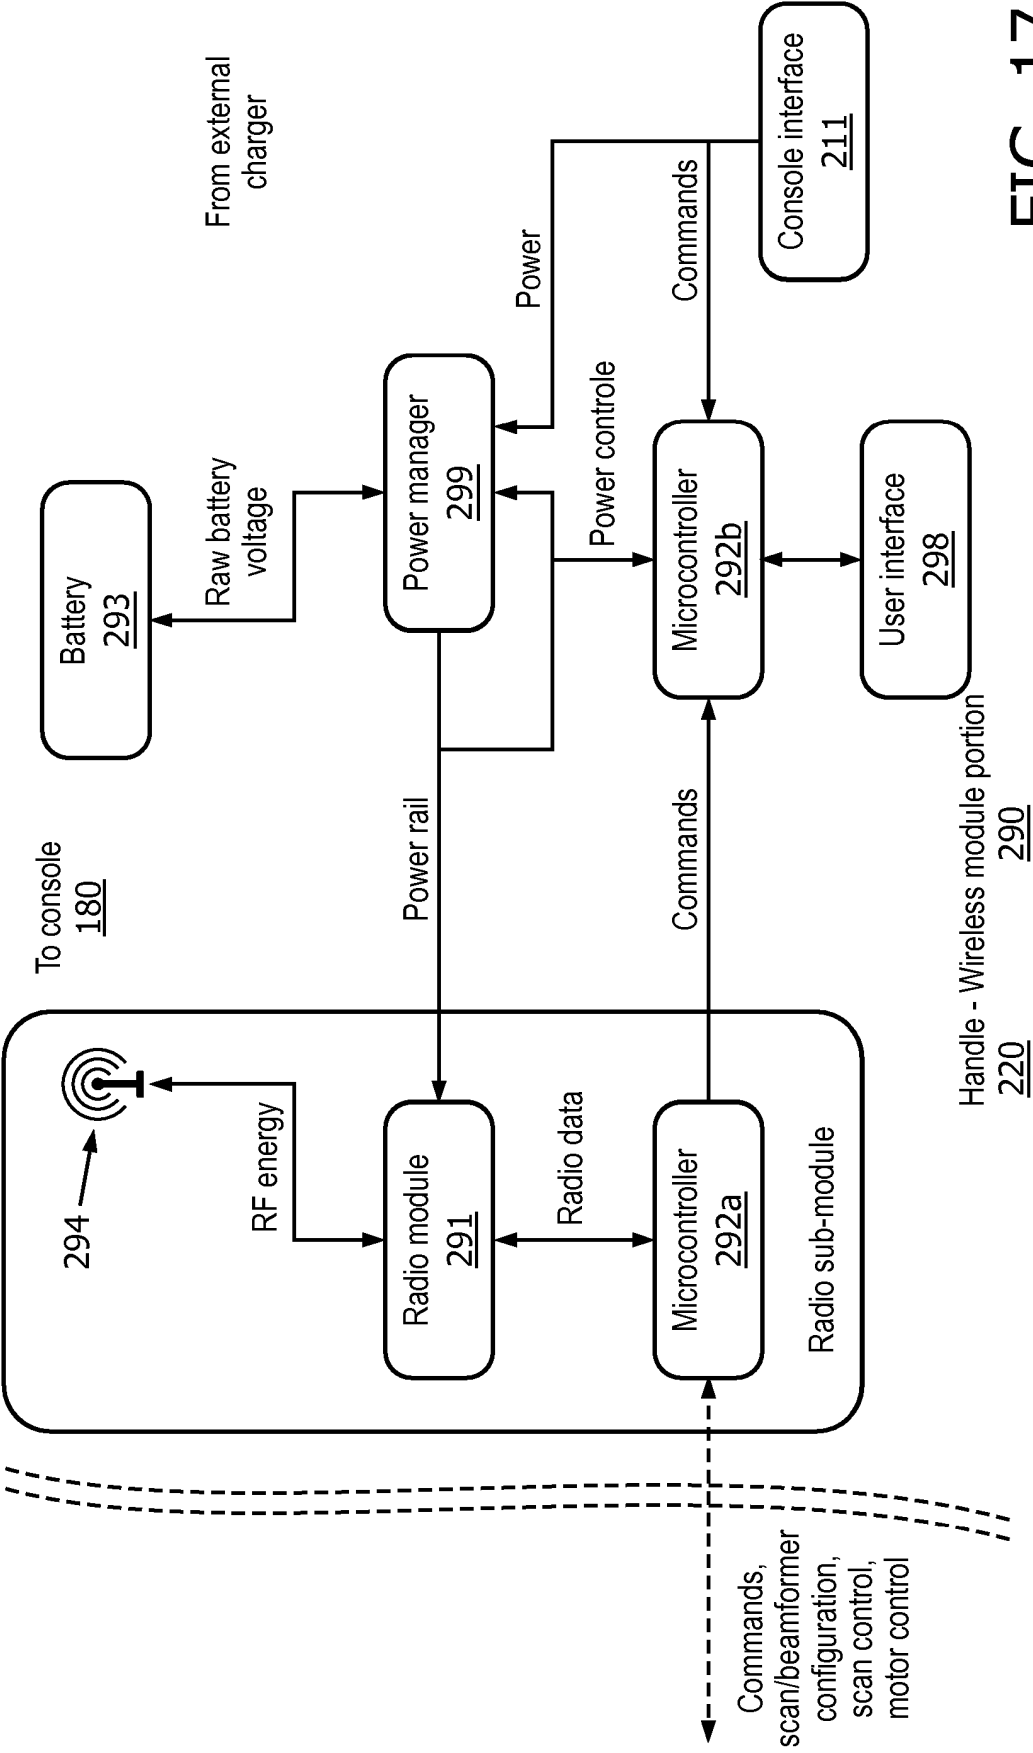 To console
180
Battery
293
From external
charger
294
RF energy
Raw battery
voltage
Radio module
291
Power rail
Power manager
299
Power
Radio data
Power controle
Commands,
scan/beamformer
configuration,
scan control,
motor control
Microcontroller
292a
Commands
Microcontroller
292b
Commands
Console interface
211
Radio sub-module
User interface
298
Handle - Wireless module portion
220
290
FIG. 17